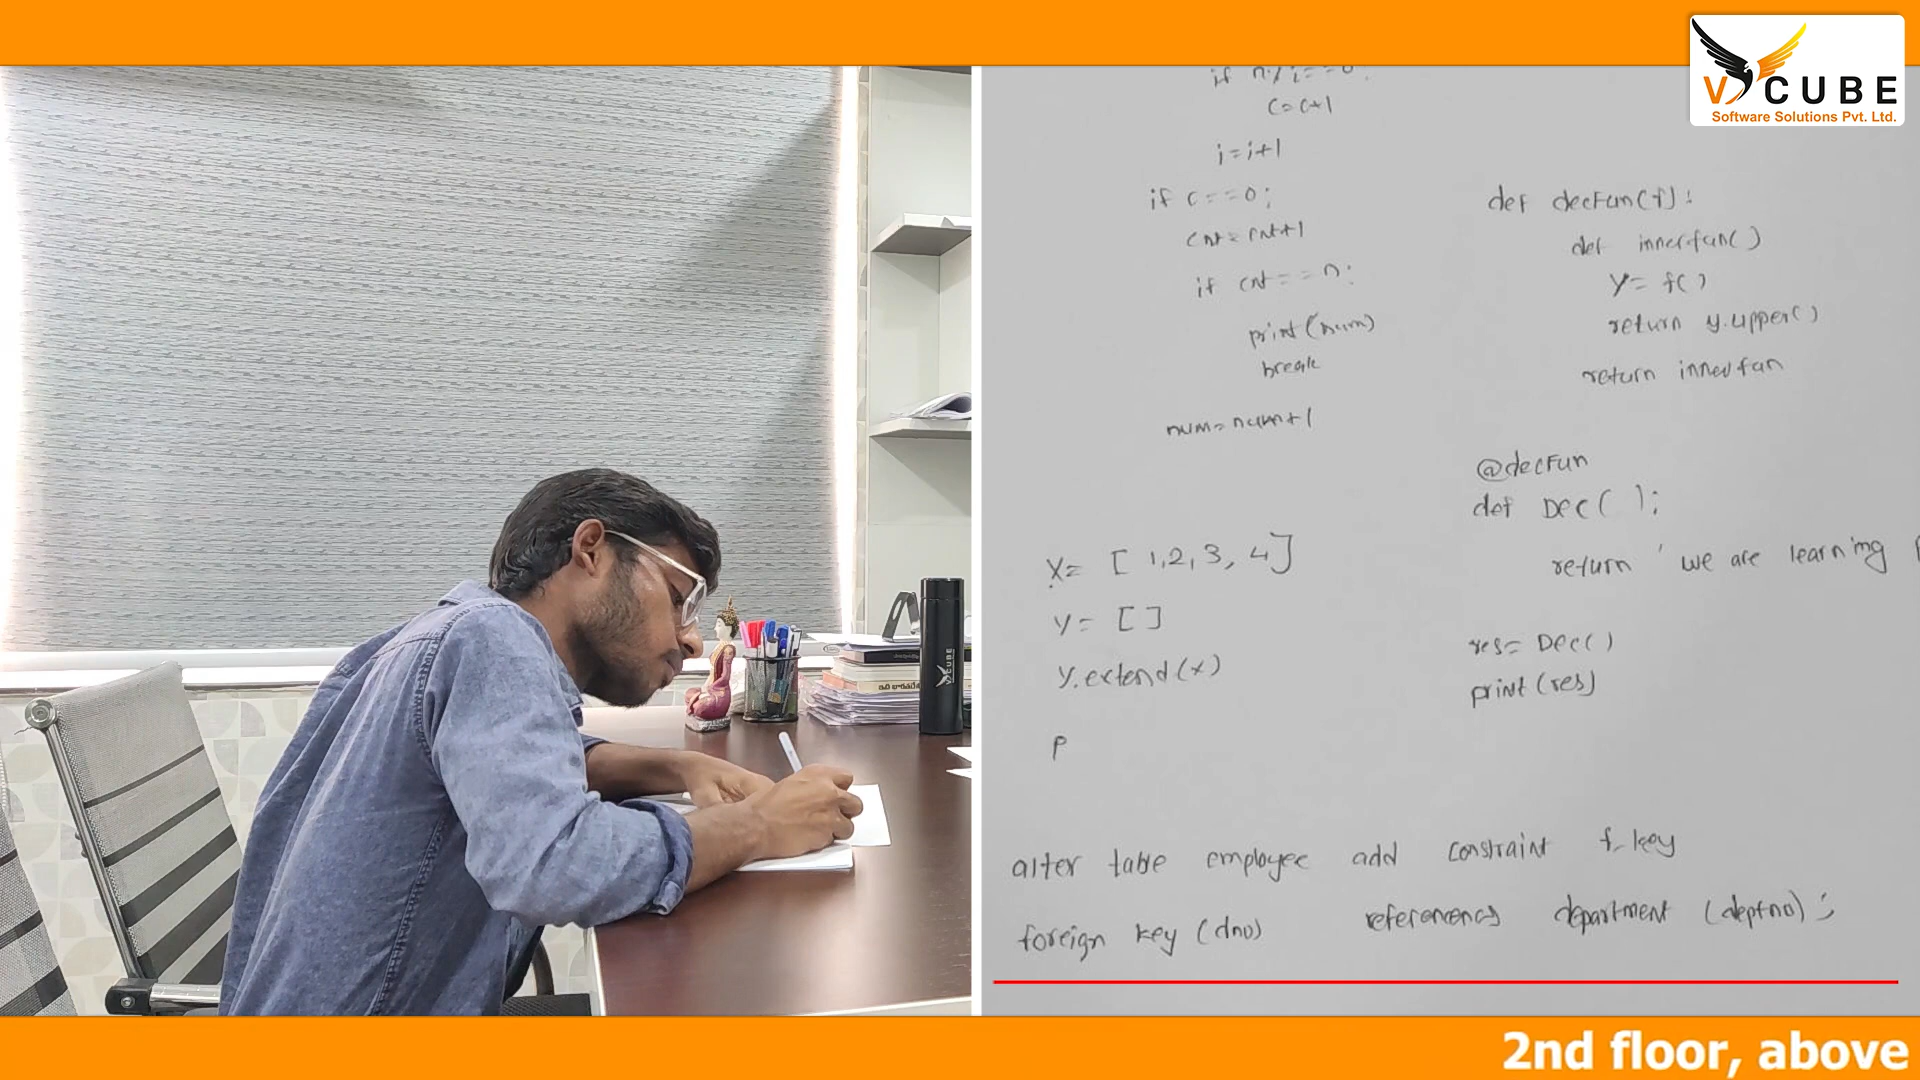 V CUBE
Software Solutions Pvt. Ltd.
c=c+1
i=i+1
if c==0:
cnt=cnt+1
if cnt==n:
print(num)
break
num=num+1
X= [1,2,3,4]
y= []
y.extend(x)
P
def decFun(f):
def innerfun()
y= f()
return y.upper()
return innerfun
@decFun
def Dec():
return ' we are learning
res= Dec()
print(res)
alter table employee add constraint f_key
foreign key (dno) references department (deptno);
CUBE
2nd floor, above